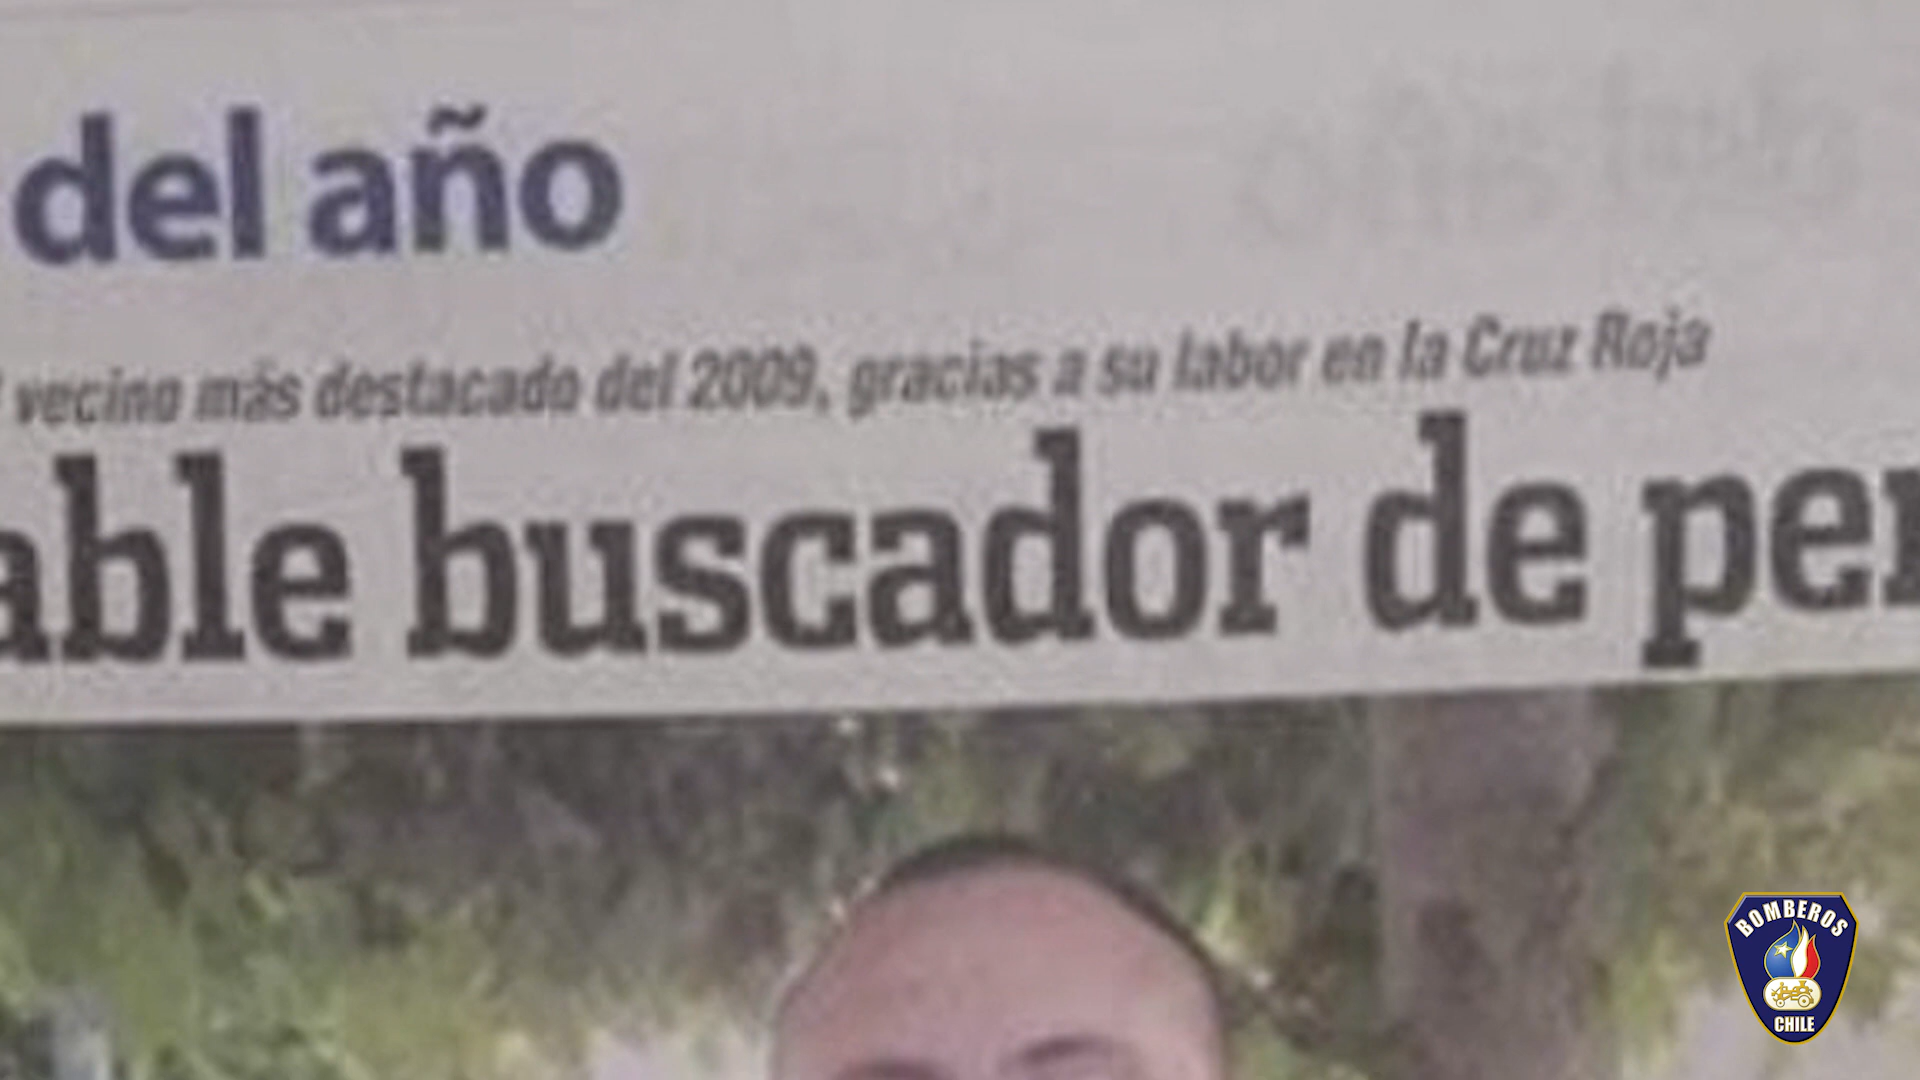 del año
vecino más destacado del 2009, gracias a su labor en la Cruz Roja
able buscador de per
BOMBEROS
CHILE